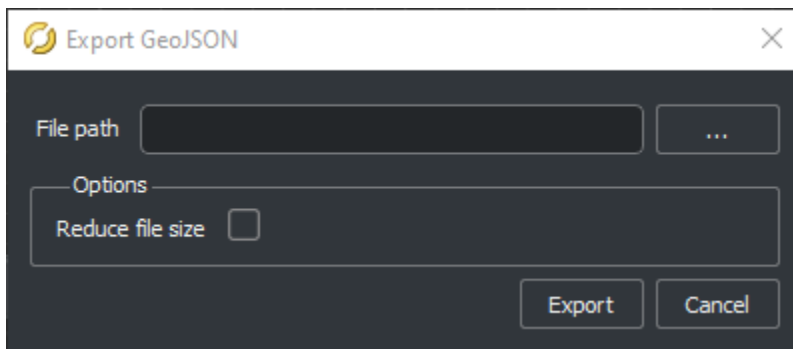 Export GeoJSON
File path ...
Options
Reduce file size
Export Cancel